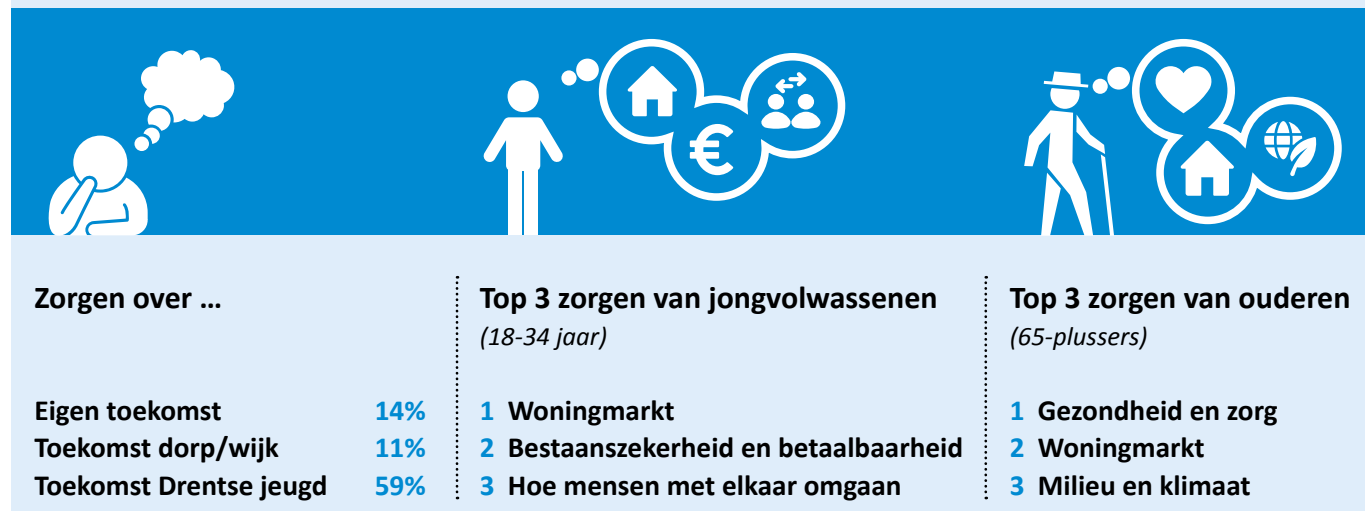 Zorgen over ...
Eigen toekomst 14%
Toekomst dorp/wijk 11%
Toekomst Drentse jeugd 59%
Top 3 zorgen van jongvolwassenen
(18-34 jaar)
1 Woningmarkt
2 Bestaanszekerheid en betaalbaarheid
3 Hoe mensen met elkaar omgaan
Top 3 zorgen van ouderen
(65-plussers)
1 Gezondheid en zorg
2 Woningmarkt
3 Milieu en klimaat